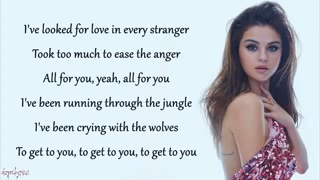 I've looked for love in every stranger
Took too much to ease the anger
All for you, yeah, all for you
I've been running through the jungle
I've been crying with the wolves
To get to you, to get to you, to get to you